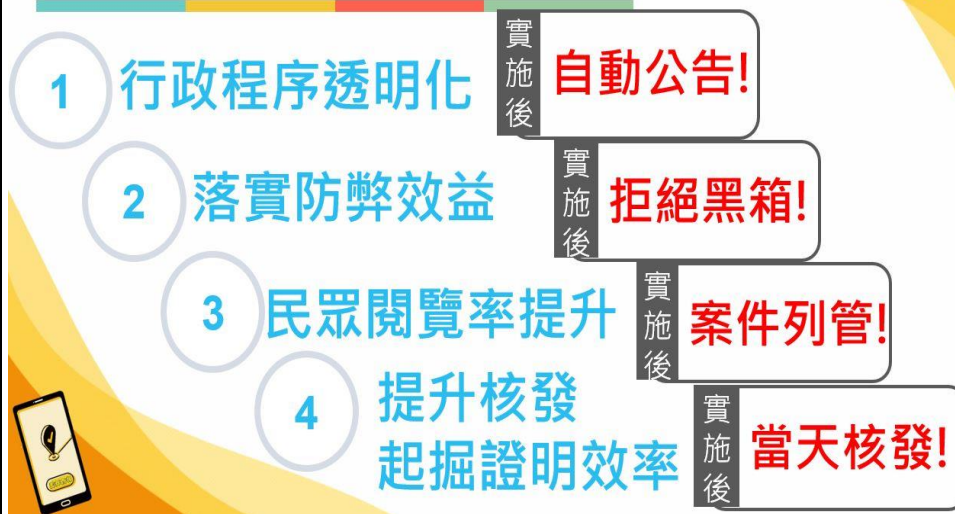 1 行政程序透明化 實施後 自動公告!
2 落實防弊效益 實施後 拒絕黑箱!
3 民眾閱覽率提升 實施後 案件列管!
4 提升核發
起掘證明效率 實施後 當天核發!